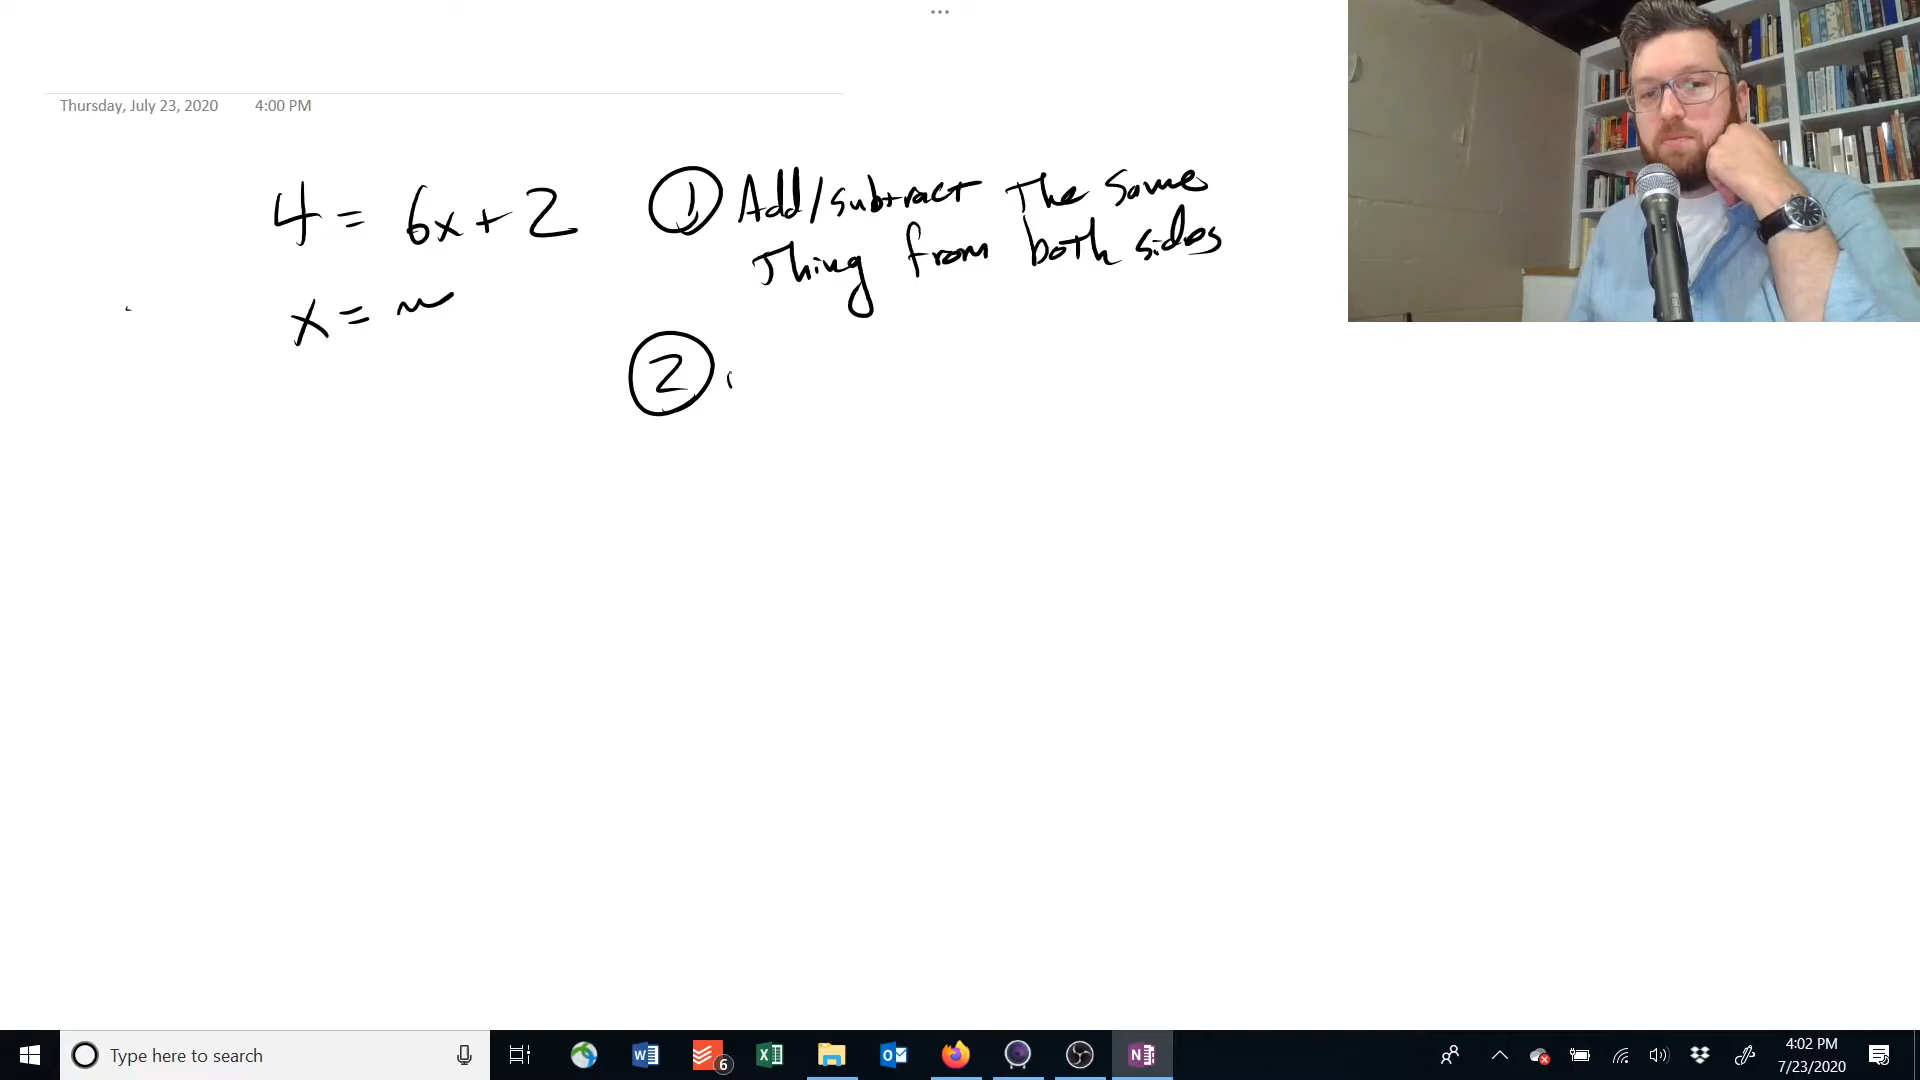 Thursday, July 23, 2020 4:00 PM
4 = 6x + 2
x = ~
① Add/subtract the same
thing from both sides
②
Type here to search
6
4:02 PM
7/23/2020